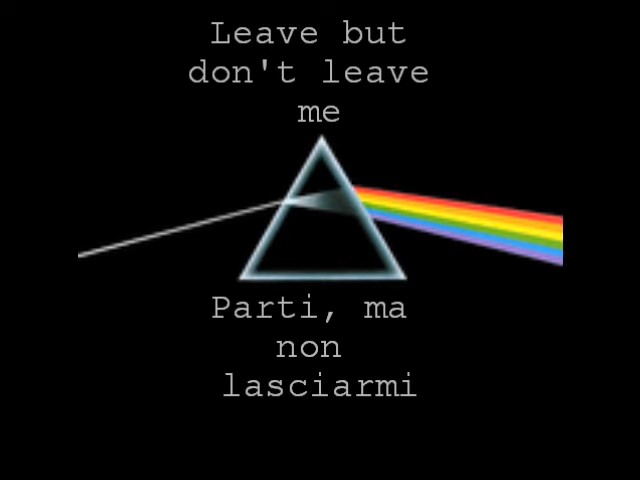 Leave but
don't leave
me
Parti, ma
non
lasciarmi